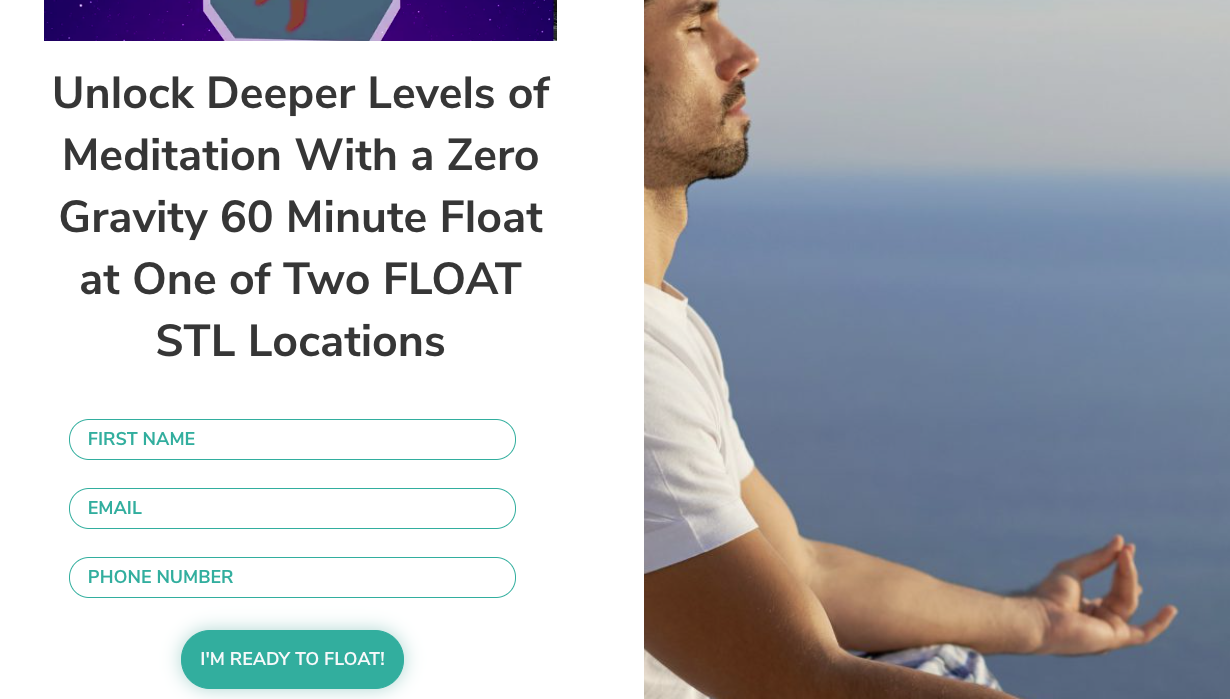 Unlock Deeper Levels of
Meditation With a Zero
Gravity 60 Minute Float
at One of Two FLOAT
STL Locations
FIRST NAME
EMAIL
PHONE NUMBER
I'M READY TO FLOAT!